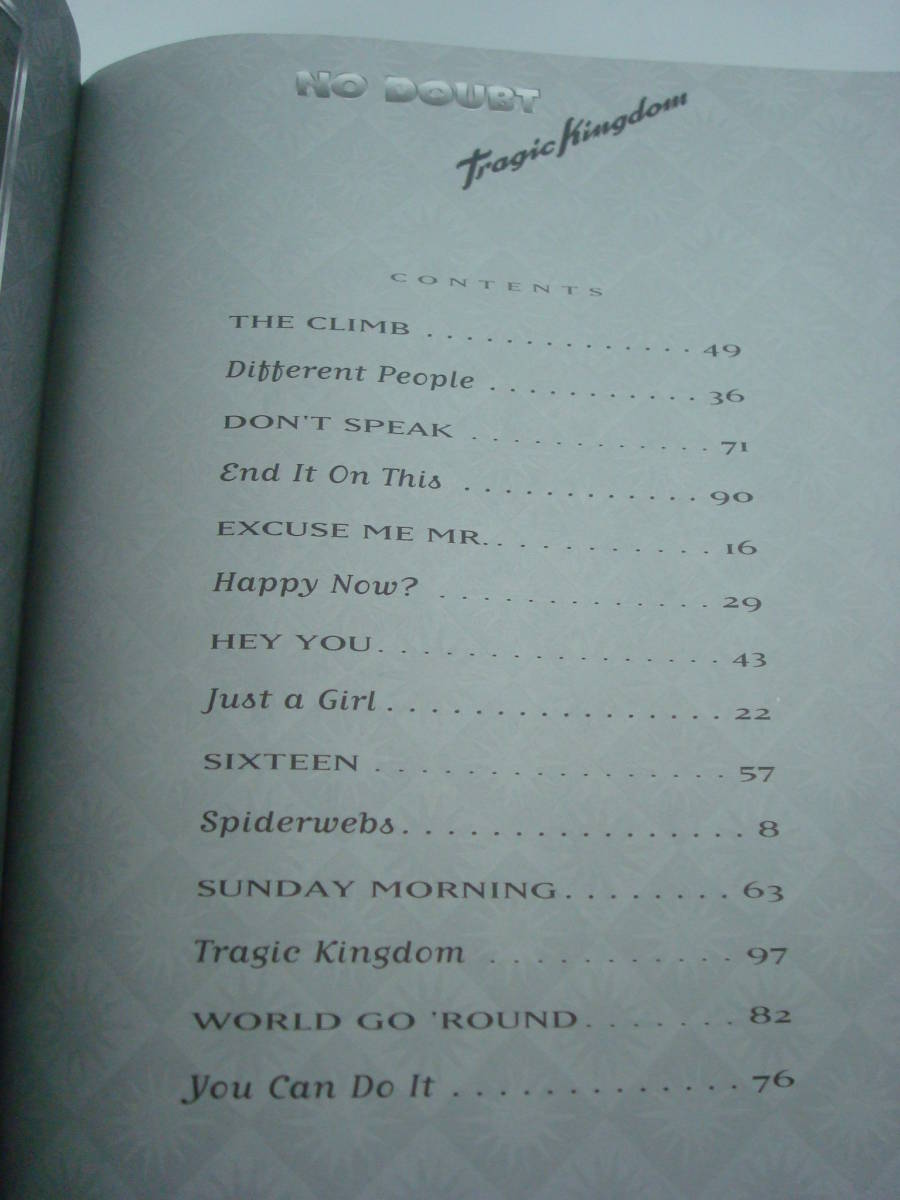 NO DOUBT
Tragic Kingdom
CONTENTS
THE CLIMB . . . . . . . . . . . . . . 49
Different People . . . . . . . . . . . 36
DON'T SPEAK . . . . . . . . . . . . . 71
End It On This . . . . . . . . . . . . 90
EXCUSE ME MR. . . . . . . . . . . . 16
Happy Now? . . . . . . . . . . . . . 29
HEY YOU. . . . . . . . . . . . . . . . 43
Just a Girl . . . . . . . . . . . . . . . . 22
SIXTEEN . . . . . . . . . . . . . . . . 57
Spiderwebs. . . . . . . . . . . . . . . . 8
SUNDAY MORNING. . . . . . . . 63
Tragic Kingdom . . . . . . . . . . . 97
WORLD GO 'ROUND. . . . . . . 82
You Can Do It . . . . . . . . . . . . . 76